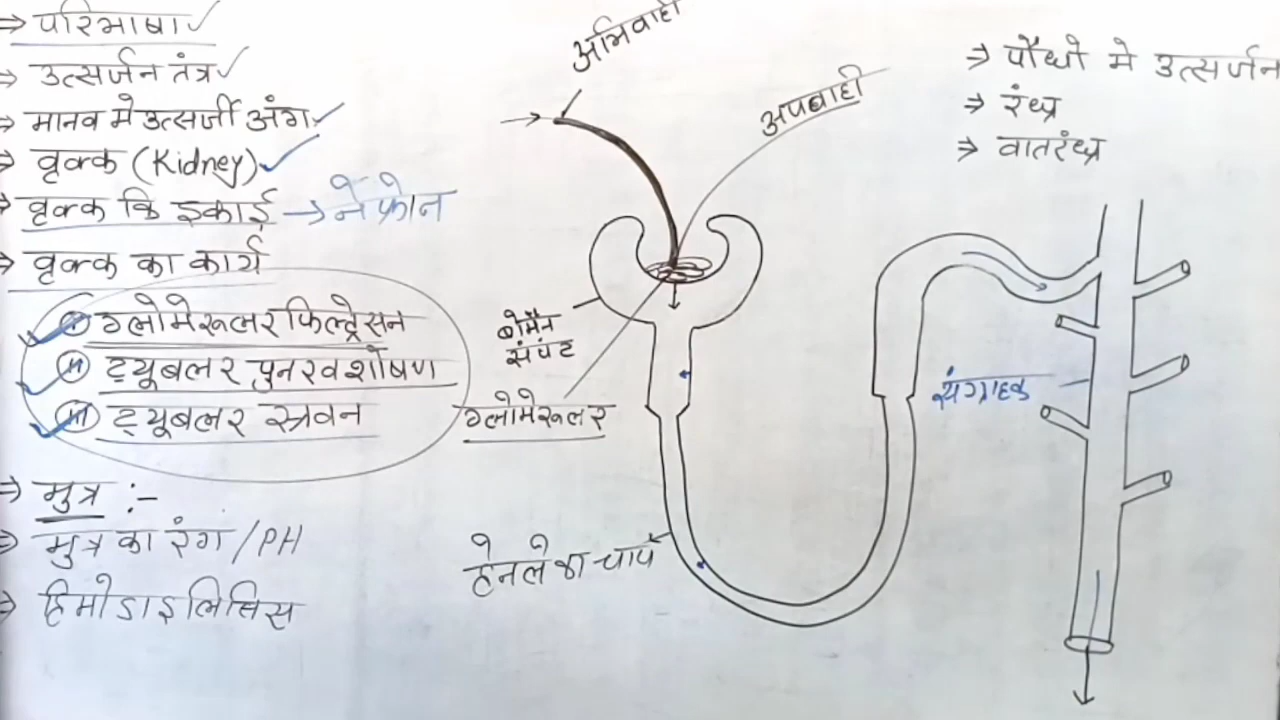 ⇒ परिभाषा ✓
⇒ उत्सर्जन तंत्र ✓
⇒ मानव मे उत्सर्जी अंग ✓
⇒ वृक्क (Kidney) ✓
⇒ वृक्क कि इकाई → नेफ्रोन
⇒ वृक्क का कार्य
(I) ग्लोमेरूलर फिल्ट्रेसन
(II) ट्यूबलर पुनरवशोषण
(III) ट्यूबलर स्त्रवन
⇒ मुत्र :-
⇒ मुत्र का रंग / PH
⇒ हिमोडाइलिसिस
अभिवाही
अपवाही
बोमैन
संपंट
ग्लोमेरूलर
हेनले का चाप
संग्राहक
⇒ पौधो मे उत्सर्जन
⇒ रंध्र
⇒ वातरंध्र